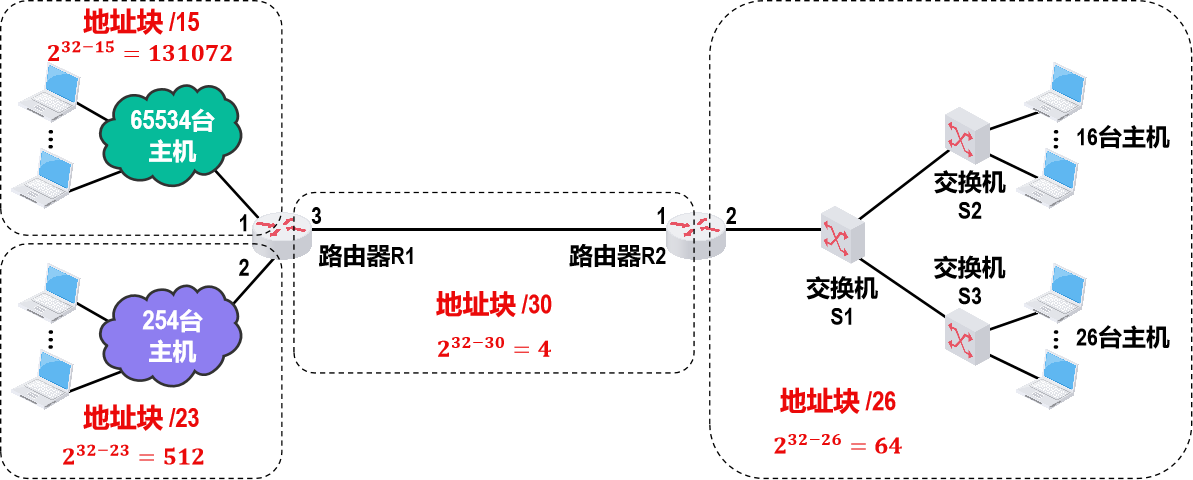 地址块 /15
2^{32−15} = 131072
65534台
主机
1
3
路由器R1
2
254台
主机
地址块 /23
2^{32−23} = 512
地址块 /30
2^{32−30} = 4
1
2
路由器R2
交换机
S1
交换机
S2
16台主机
交换机
S3
26台主机
地址块 /26
2^{32−26} = 64